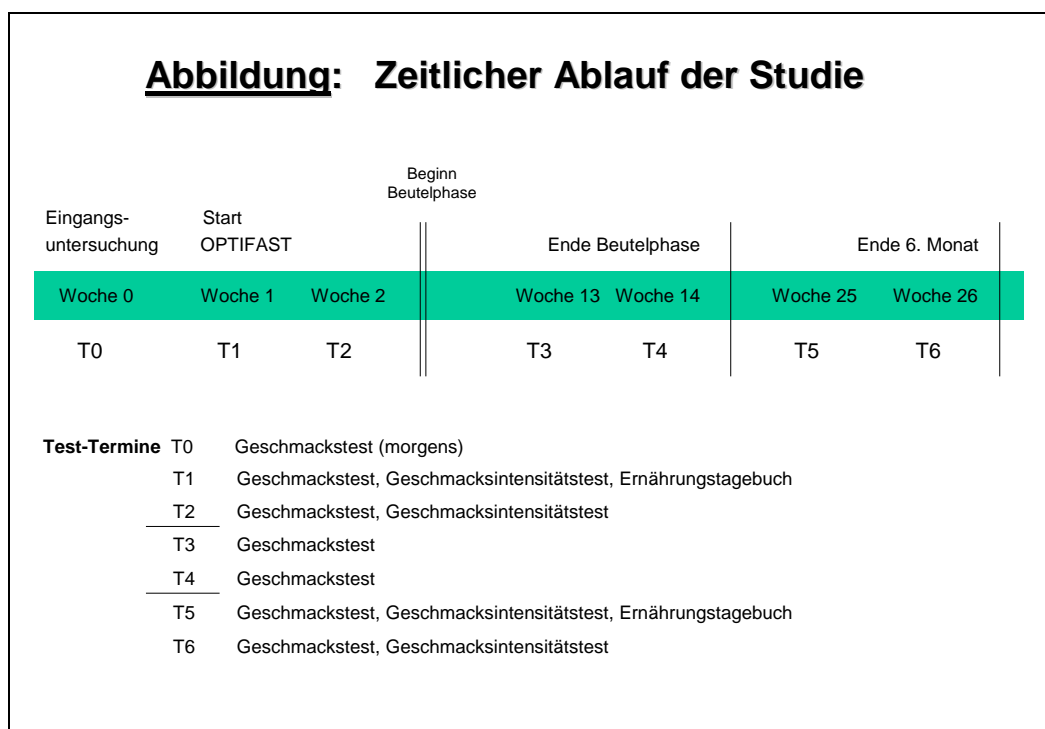 Abbildung: Zeitlicher Ablauf der Studie
Beginn
Beutelphase
Eingangs- Start
untersuchung OPTIFAST Ende Beutelphase Ende 6. Monat
Woche 0 Woche 1 Woche 2 Woche 13 Woche 14 Woche 25 Woche 26
T0 T1 T2 T3 T4 T5 T6
Test-Termine T0 Geschmackstest (morgens)
T1 Geschmackstest, Geschmacksintensitätstest, Ernährungstagebuch
T2 Geschmackstest, Geschmacksintensitätstest
T3 Geschmackstest
T4 Geschmackstest
T5 Geschmackstest, Geschmacksintensitätstest, Ernährungstagebuch
T6 Geschmackstest, Geschmacksintensitätstest